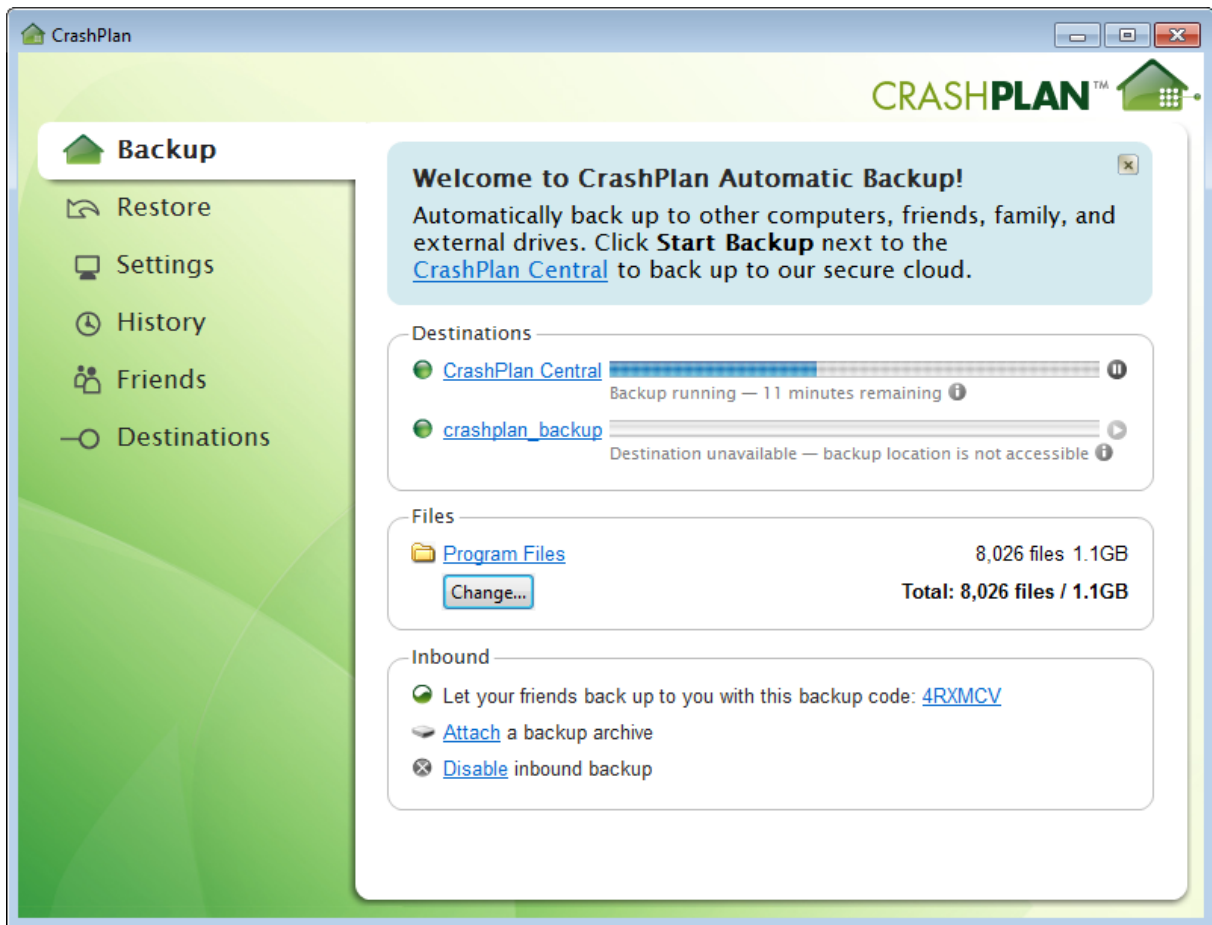 CrashPlan
CRASHPLAN™
Backup
Restore
Settings
History
Friends
Destinations
Welcome to CrashPlan Automatic Backup!
Automatically back up to other computers, friends, family, and
external drives. Click Start Backup next to the
CrashPlan Central to back up to our secure cloud.
Destinations
CrashPlan Central
Backup running — 11 minutes remaining
crashplan_backup
Destination unavailable — backup location is not accessible
Files
Program Files 8,026 files 1.1GB
Change... Total: 8,026 files / 1.1GB
Inbound
Let your friends back up to you with this backup code: 4RXMCV
Attach a backup archive
Disable inbound backup